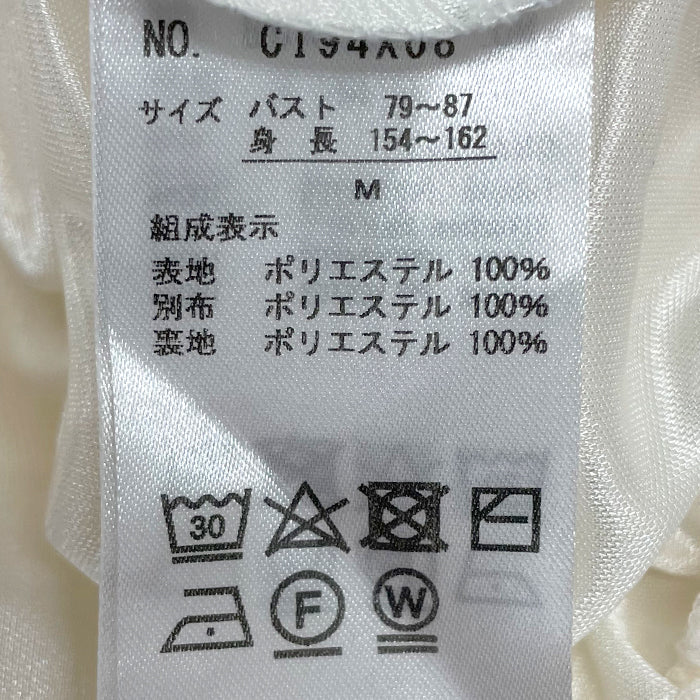 NO. C194X08
サイズ バスト 79～87
身長 154～162
M
組成表示
表地 ポリエステル 100%
別布 ポリエステル 100%
裏地 ポリエステル 100%
30
F W